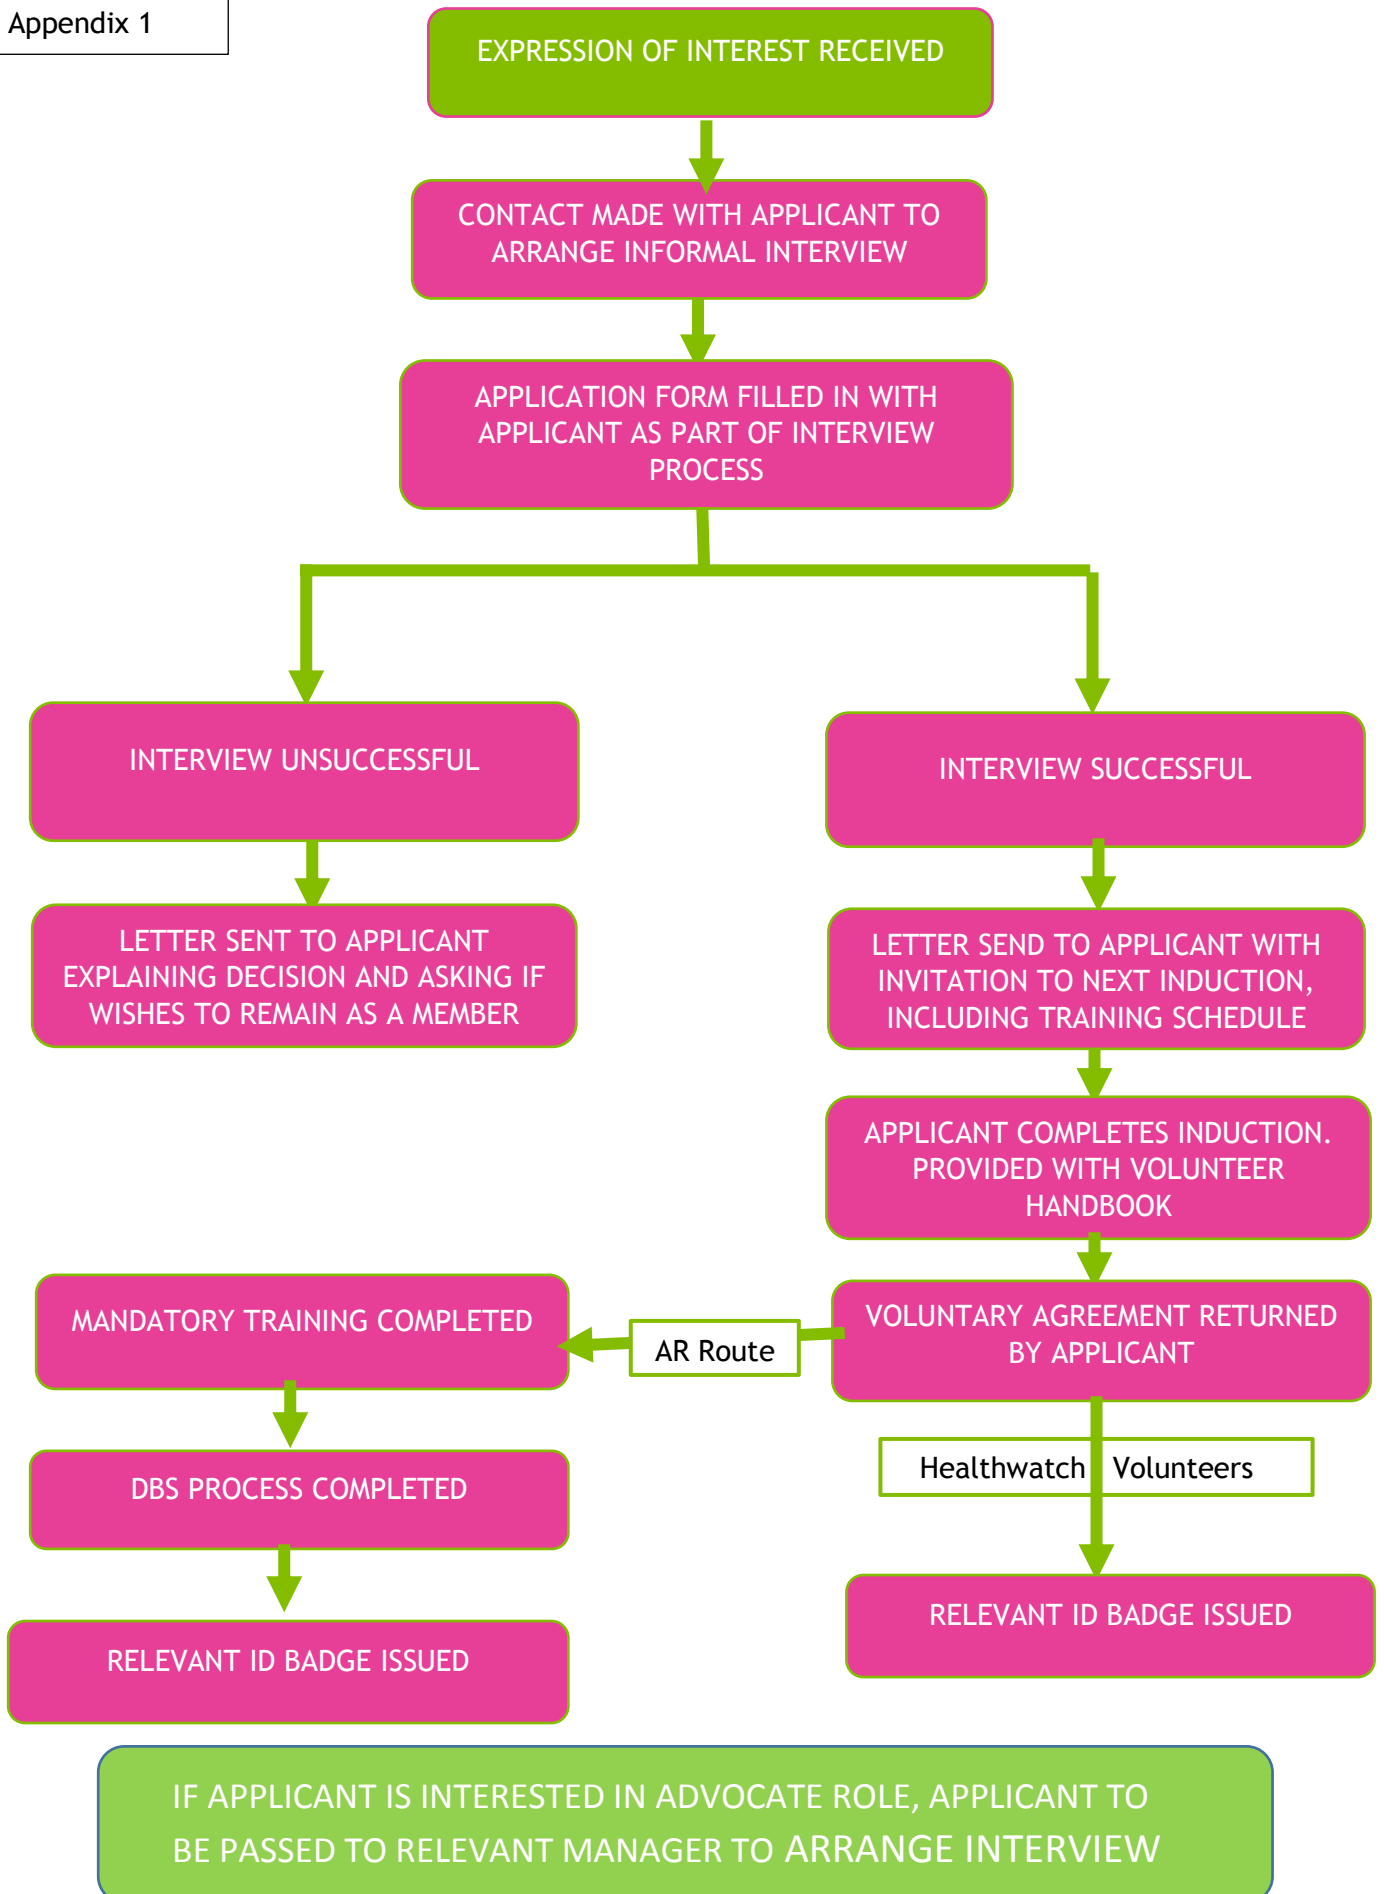 Appendix 1
EXPRESSION OF INTEREST RECEIVED
CONTACT MADE WITH APPLICANT TO
ARRANGE INFORMAL INTERVIEW
APPLICATION FORM FILLED IN WITH
APPLICANT AS PART OF INTERVIEW
PROCESS
INTERVIEW UNSUCCESSFUL
INTERVIEW SUCCESSFUL
LETTER SENT TO APPLICANT
EXPLAINING DECISION AND ASKING IF
WISHES TO REMAIN AS A MEMBER
LETTER SEND TO APPLICANT WITH
INVITATION TO NEXT INDUCTION,
INCLUDING TRAINING SCHEDULE
APPLICANT COMPLETES INDUCTION.
PROVIDED WITH VOLUNTEER
HANDBOOK
VOLUNTARY AGREEMENT RETURNED
BY APPLICANT
AR Route
MANDATORY TRAINING COMPLETED
DBS PROCESS COMPLETED
RELEVANT ID BADGE ISSUED
Healthwatch Volunteers
RELEVANT ID BADGE ISSUED
IF APPLICANT IS INTERESTED IN ADVOCATE ROLE, APPLICANT TO
BE PASSED TO RELEVANT MANAGER TO ARRANGE INTERVIEW